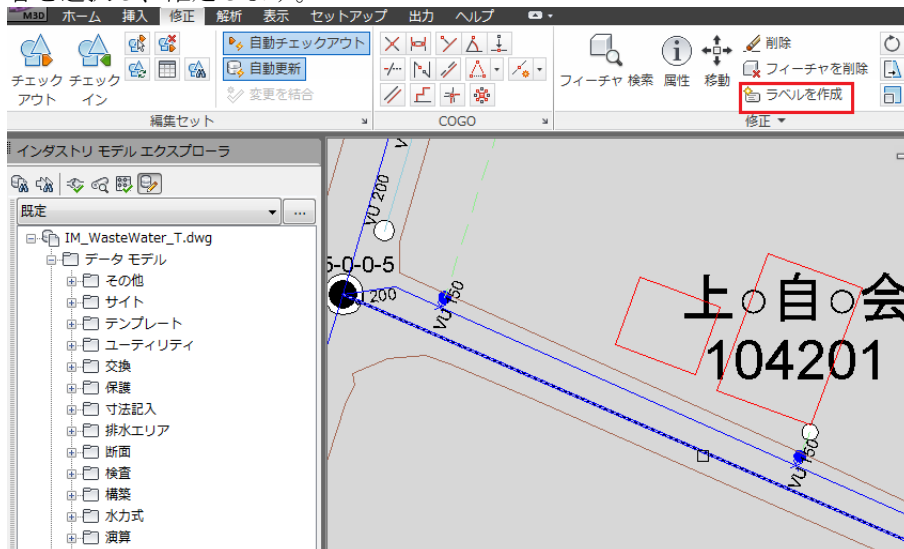 M3D ホーム 挿入 修正 解析 表示 セットアップ 出力 ヘルプ
自動チェックアウト
自動更新
変更を結合
チェック アウト
チェック イン
編集セット
COGO
フィーチャ 検索
属性
移動
削除
フィーチャを削除
ラベルを作成
修正
インダストリ モデル エクスプローラ
既定
...
IM_WasteWater_T.dwg
データ モデル
その他
サイト
テンプレート
ユーティリティ
交換
保護
寸法記入
排水エリア
断面
検査
構築
水力式
演算
VU 200
5-0-0-5
200
VU 150
上○自○会
104201
VU 150